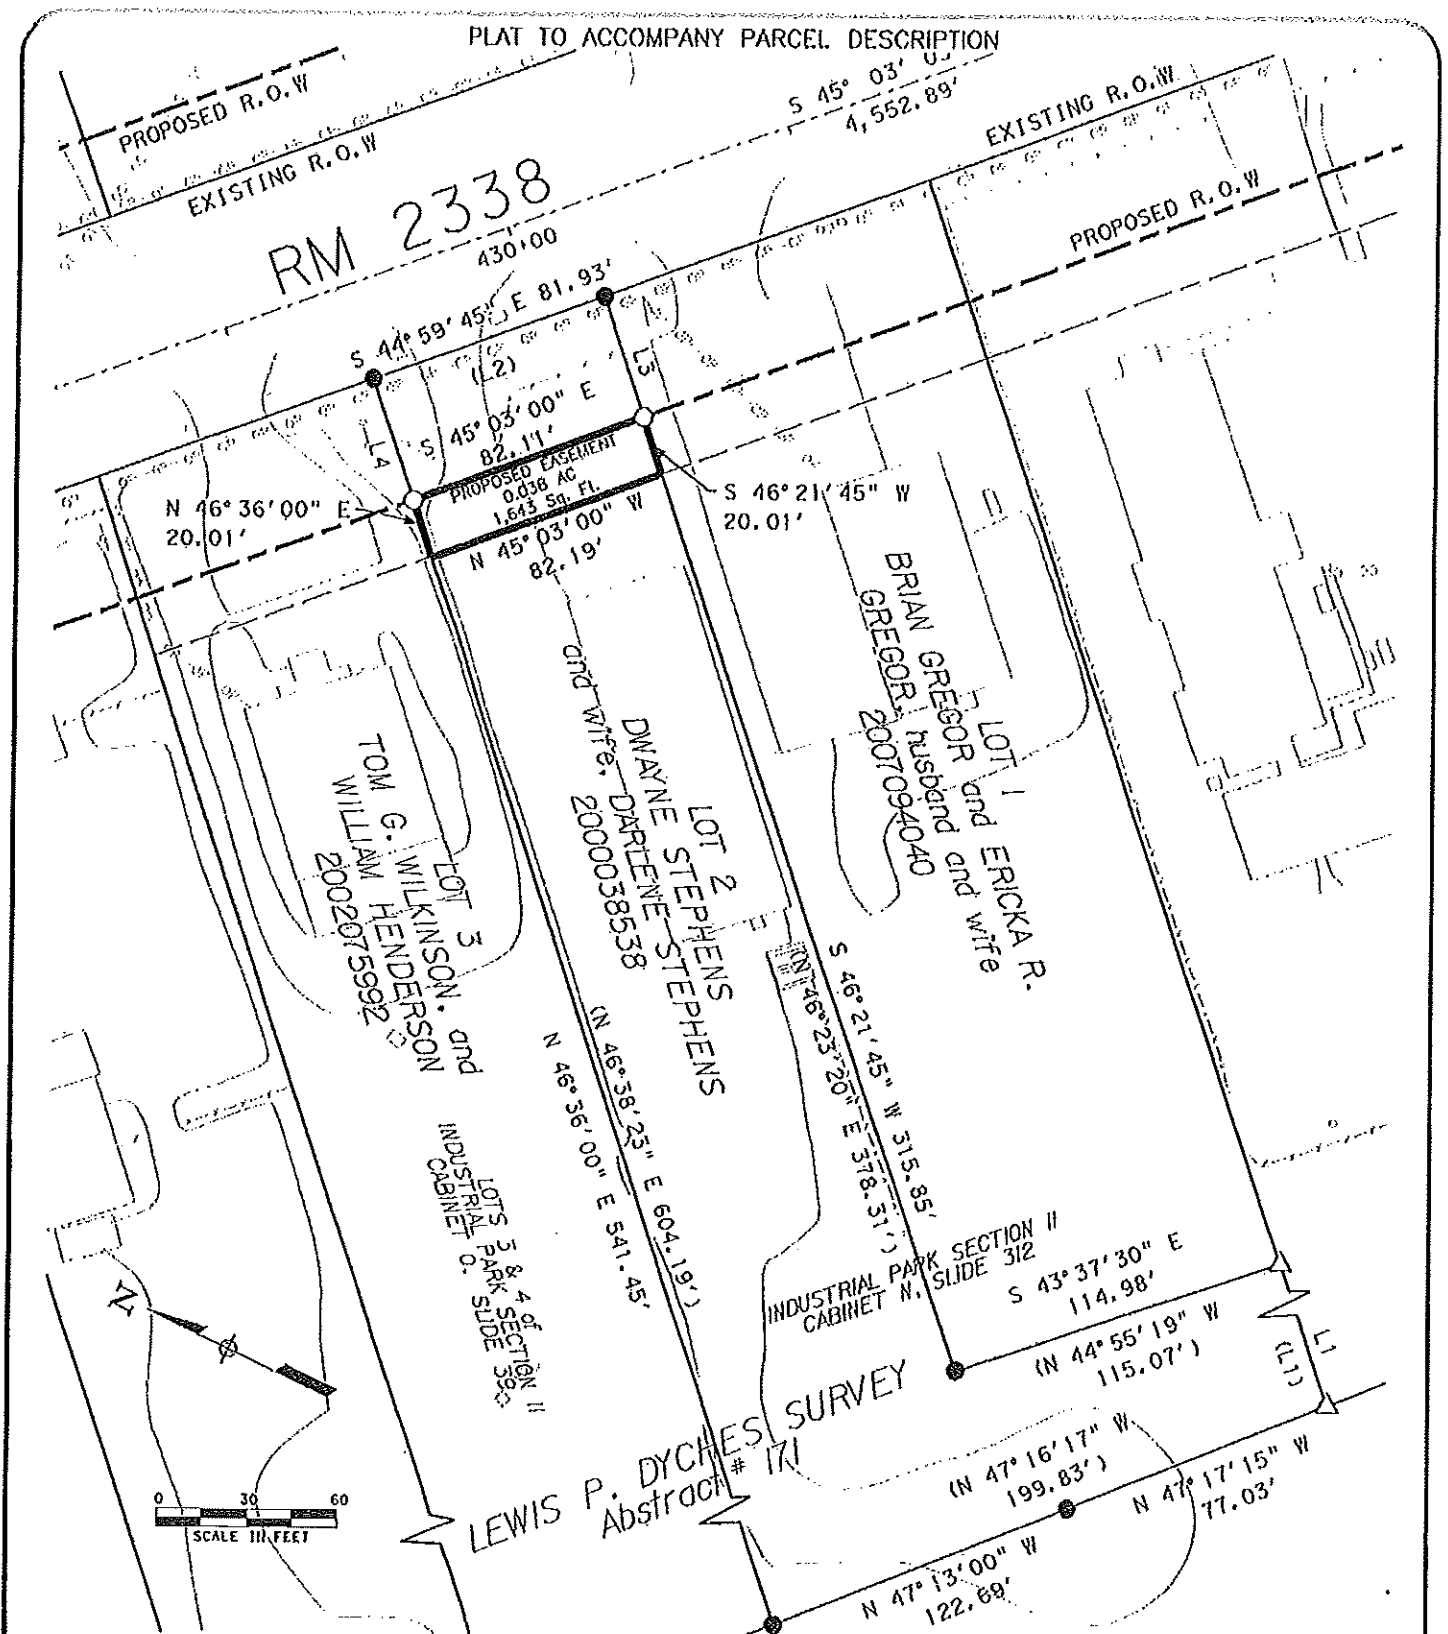 PLAT TO ACCOMPANY PARCEL DESCRIPTION
PROPOSED R.O.W
EXISTING R.O.W
RM 2338
430+00
S 45° 03'
4,552.89'
EXISTING R.O.W
PROPOSED R.O.W
S 44° 59' 45" E 81.93'
(L2)
L3
L4
S 45° 03' 00" E
82.11'
PROPOSED EASEMENT
0.038 AC
1,643 Sq. Ft.
N 45° 03' 00" W
82.19'
N 46° 36' 00" E
20.01'
S 46° 21' 45" W
20.01'
LOT 1
BRIAN GREGOR and ERICKA R.
GREGOR, husband and wife
2007094040
LOT 2
DWAYNE STEPHENS
and wife, DARLENE STEPHENS
2000038538
LOT 3
TOM G. WILKINSON, and
WILLIAM HENDERSON
2002075992
S 46° 21' 45" W 315.85'
(N 46° 23' 20" E 378.31')
(N 46° 38' 23" E 604.19')
N 46° 36' 00" E 541.45'
LOTS 3 & 4 of
INDUSTRIAL PARK SECTION II
CABINET O, SLIDE
INDUSTRIAL PARK SECTION II
CABINET N, SLIDE 312
S 43° 37' 30" E
114.98'
(N 44° 55' 19" W
115.07')
L1
(L1)
LEWIS P. DYCHES SURVEY
Abstract # 171
(N 47° 16' 17" W
199.83')
N 47° 17' 15" W
77.03'
N 47° 13' 00" W
122.69'
N
0 30 60
SCALE IN FEET